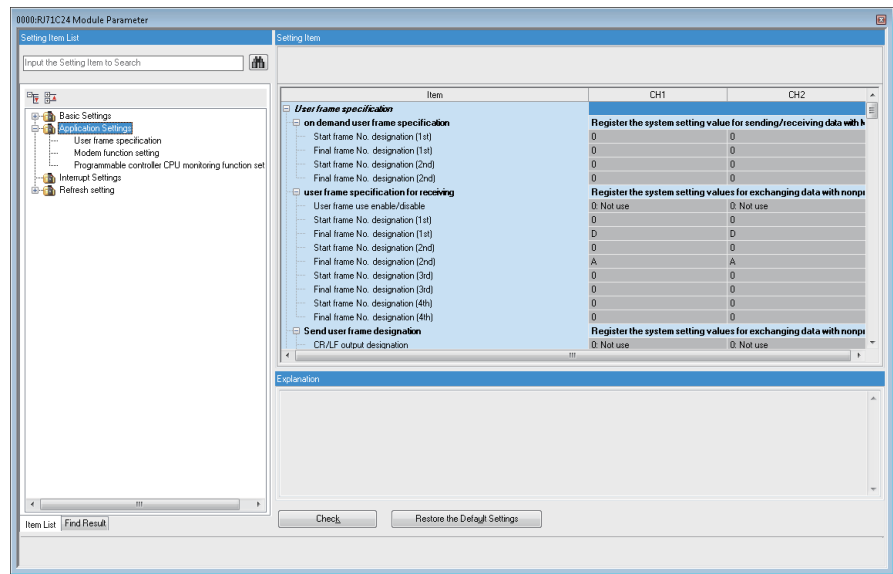 0000:RJ71C24 Module Parameter
Setting Item List
Input the Setting Item to Search
Basic Settings
Application Settings
User frame specification
Modem function setting
Programmable controller CPU monitoring function set
Interrupt Settings
Refresh setting
Item List Find Result
Setting Item
Item CH1 CH2
User frame specification
on demand user frame specification Register the system setting value for sending/receiving data with M
Start frame No. designation (1st) 0 0
Final frame No. designation (1st) 0 0
Start frame No. designation (2nd) 0 0
Final frame No. designation (2nd) 0 0
user frame specification for receiving Register the system setting values for exchanging data with nonpr
User frame use enable/disable 0: Not use 0: Not use
Start frame No. designation (1st) 0 0
Final frame No. designation (1st) D D
Start frame No. designation (2nd) 0 0
Final frame No. designation (2nd) A A
Start frame No. designation (3rd) 0 0
Final frame No. designation (3rd) 0 0
Start frame No. designation (4th) 0 0
Final frame No. designation (4th) 0 0
Send user frame designation Register the system setting values for exchanging data with nonpr
CR/LF output designation 0: Not use 0: Not use
Explanation
Check Restore the Default Settings